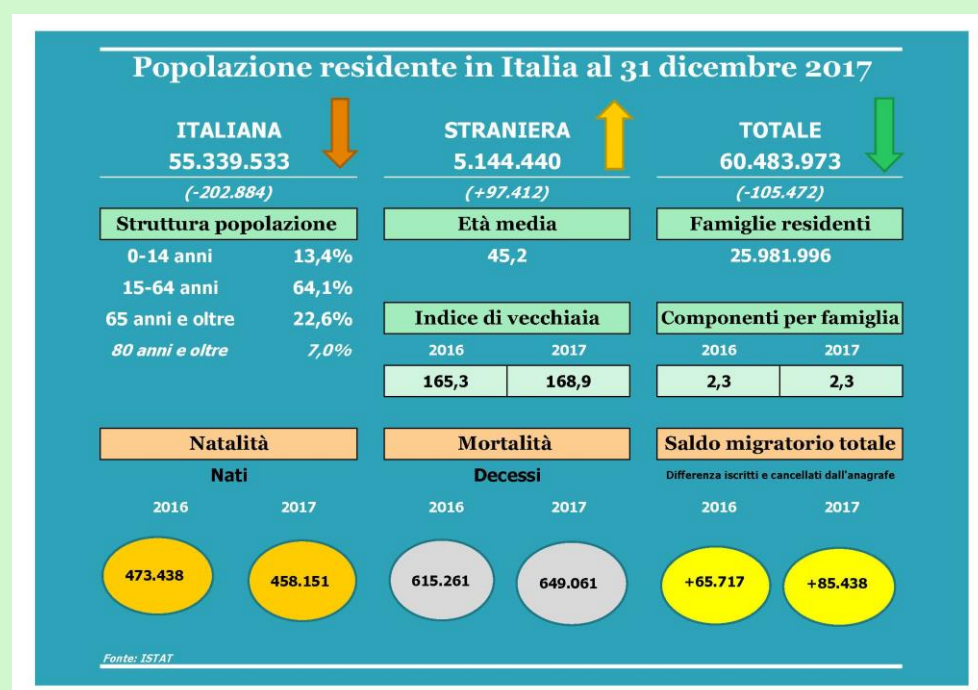 Popolazione residente in Italia al 31 dicembre 2017
ITALIANA
55.339.533
(-202.884)
STRANIERA
5.144.440
(+97.412)
TOTALE
60.483.973
(-105.472)
Struttura popolazione
0-14 anni 13,4%
15-64 anni 64,1%
65 anni e oltre 22,6%
80 anni e oltre 7,0%
Età media
45,2
Famiglie residenti
25.981.996
Indice di vecchiaia
2016 2017
165,3 168,9
Componenti per famiglia
2016 2017
2,3 2,3
Natalità
Nati
2016 2017
473.438 458.151
Mortalità
Decessi
2016 2017
615.261 649.061
Saldo migratorio totale
Differenza iscritti e cancellati dall'anagrafe
2016 2017
+65.717 +85.438
Fonte: ISTAT